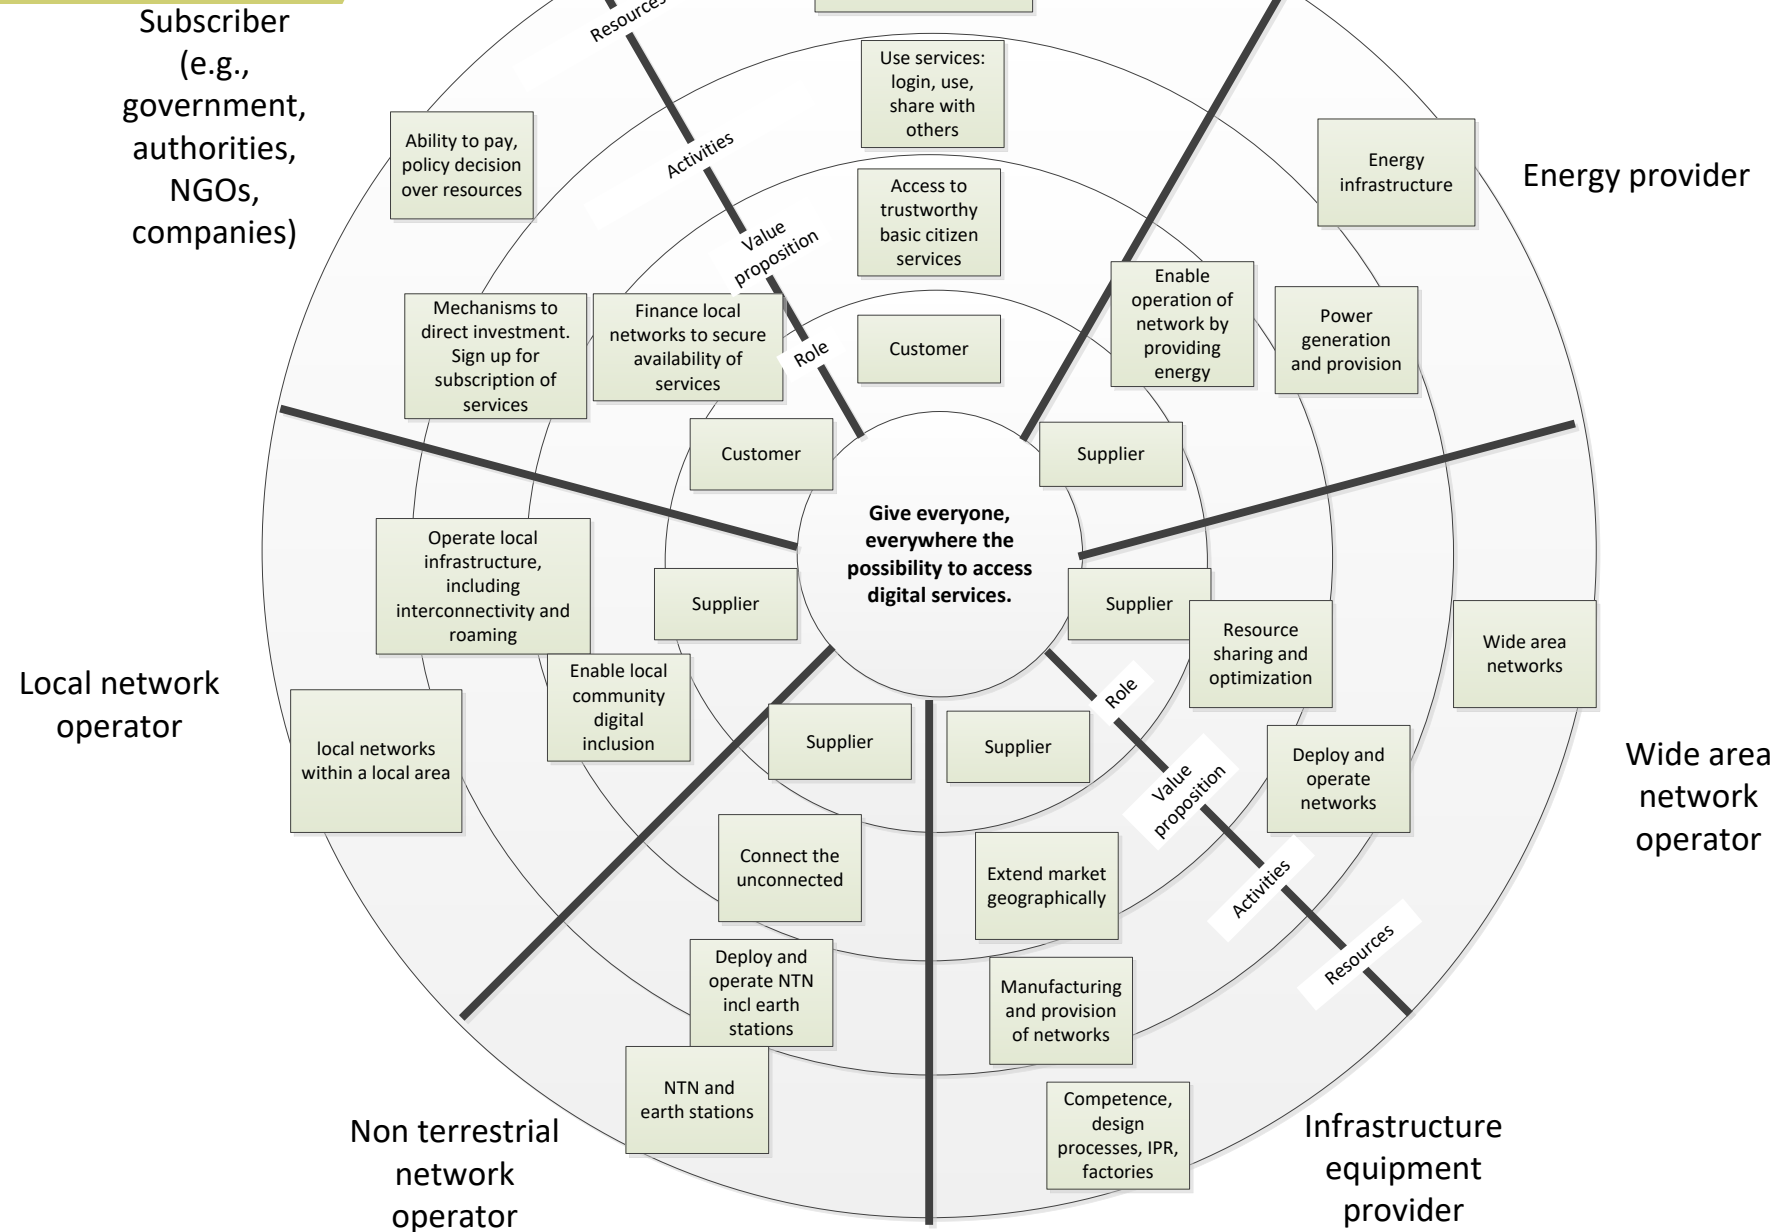 Subscriber
(e.g.,
government,
authorities,
NGOs,
companies)
Resources
Activities
Value
proposition
Role
Use services:
login, use,
share with
others
Access to
trustworthy
basic citizen
services
Customer
Ability to pay,
policy decision
over resources
Mechanisms to
direct investment.
Sign up for
subscription of
services
Finance local
networks to secure
availability of
services
Customer
Energy
infrastructure
Energy provider
Enable
operation of
network by
providing
energy
Power
generation
and provision
Supplier
Give everyone,
everywhere the
possibility to access
digital services.
Operate local
infrastructure,
including
interconnectivity and
roaming
Supplier
Enable local
community
digital
inclusion
local networks
within a local area
Local network
operator
Supplier
Resource
sharing and
optimization
Wide area
networks
Deploy and
operate
networks
Wide area
network
operator
Role
Value
proposition
Activities
Resources
Supplier
Connect the
unconnected
Deploy and
operate NTN
incl earth
stations
NTN and
earth stations
Non terrestrial
network
operator
Supplier
Extend market
geographically
Manufacturing
and provision
of networks
Competence,
design
processes, IPR,
factories
Infrastructure
equipment
provider